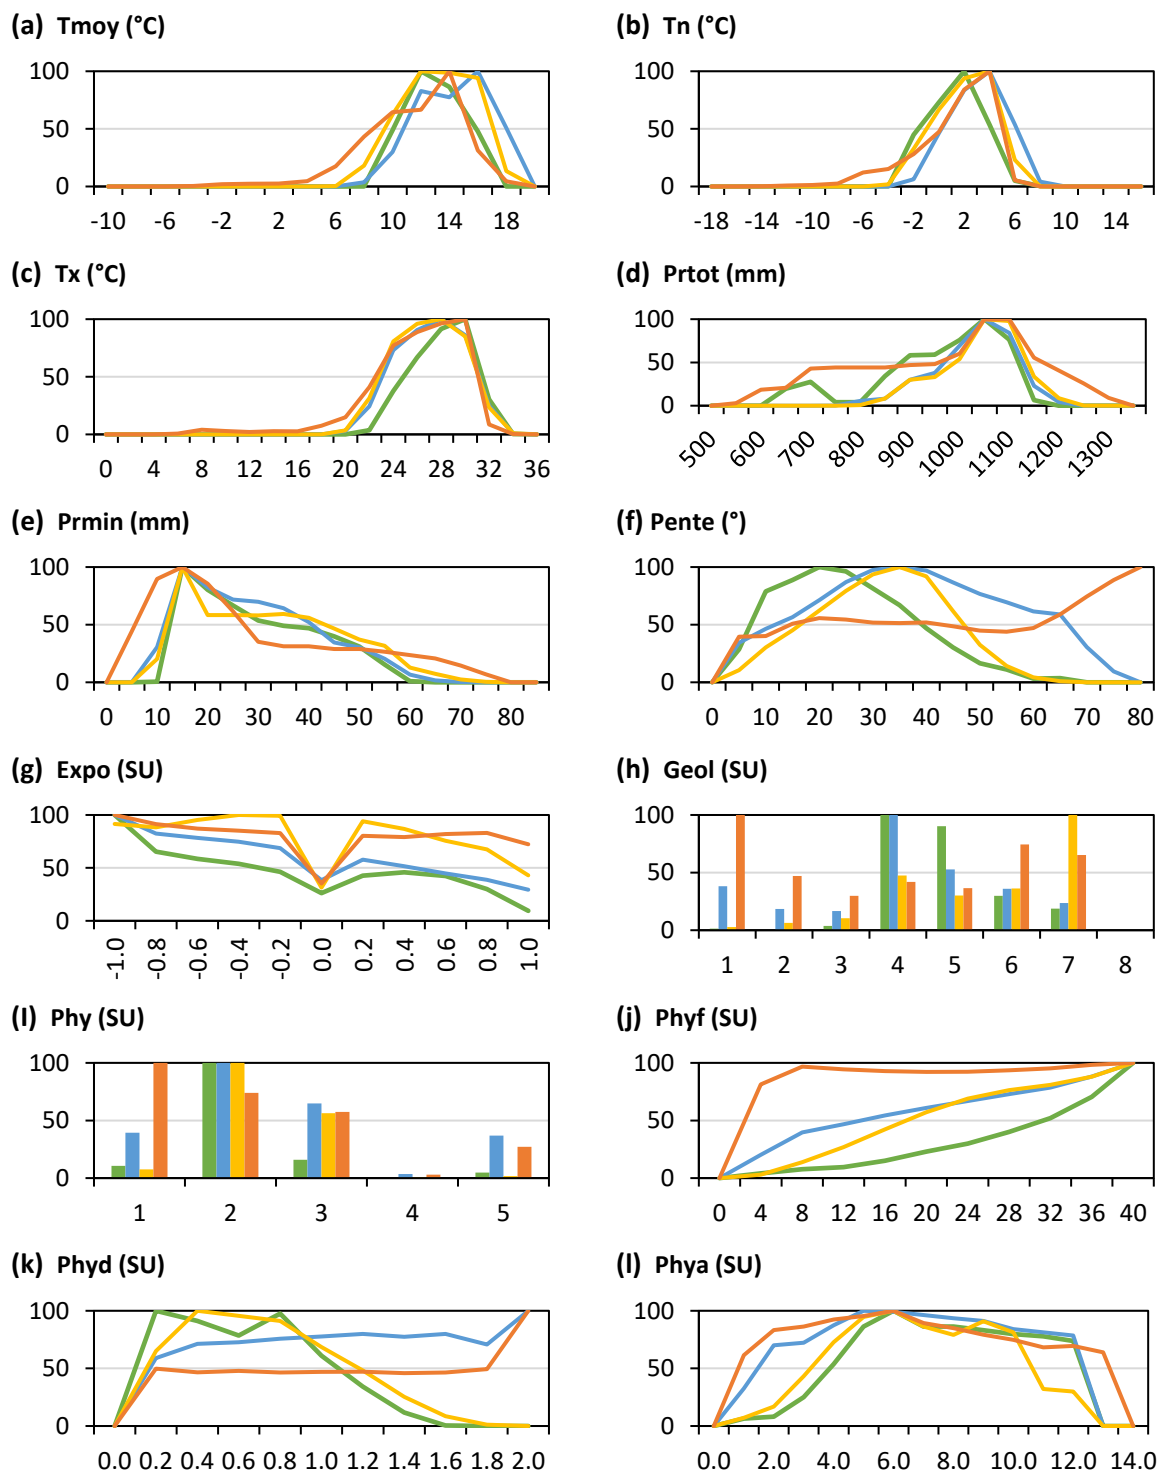 (a) Tmoy (°C)
(b) Tn (°C)
100
50
0
-10 -6 -2 2 6 10 14 18
100
50
0
-18 -14 -10 -6 -2 2 6 10 14
(c) Tx (°C)
(d) Prtot (mm)
100
50
0
0 4 8 12 16 20 24 28 32 36
100
50
0
500 600 700 800 900 1000 1100 1200 1300
(e) Prmin (mm)
(f) Pente (°)
100
50
0
0 10 20 30 40 50 60 70 80
100
50
0
0 10 20 30 40 50 60 70 80
(g) Expo (SU)
(h) Geol (SU)
100
50
0
-1.0 -0.8 -0.6 -0.4 -0.2 0.0 0.2 0.4 0.6 0.8 1.0
100
50
0
1 2 3 4 5 6 7 8
(I) Phy (SU)
(j) Phyf (SU)
100
50
0
1 2 3 4 5
100
50
0
0 4 8 12 16 20 24 28 32 36 40
(k) Phyd (SU)
(l) Phya (SU)
100
50
0
0.0 0.2 0.4 0.6 0.8 1.0 1.2 1.4 1.6 1.8 2.0
100
50
0
0.0 2.0 4.0 6.0 8.0 10.0 12.0 14.0